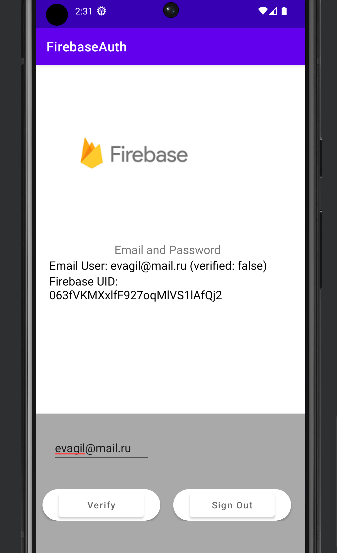 2:31
FirebaseAuth
Firebase
Email and Password
Email User: evagil@mail.ru (verified: false)
Firebase UID:
063fVKMXxlfF927oqMlVS1lAfQj2
evagil@mail.ru
Verify
Sign Out